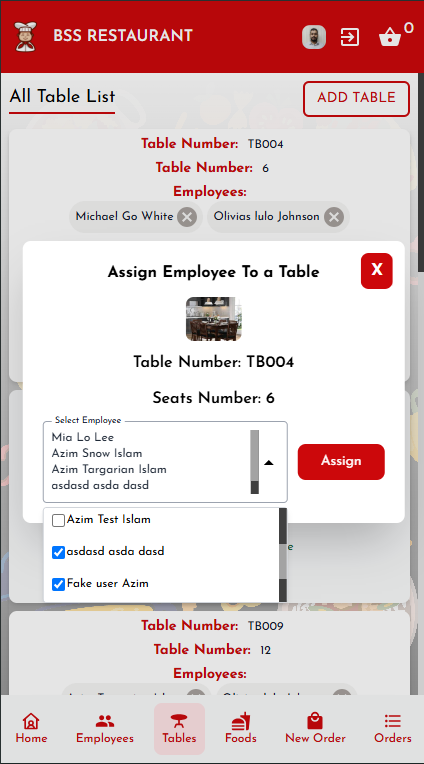 BSS RESTAURANT
0
All Table List
ADD TABLE
Table Number: TB004
Table Number: 6
Employees:
Michael Go White
Olivias lulo Johnson
Assign Employee To a Table
X
Table Number: TB004
Seats Number: 6
Select Employee
Mia Lo Lee
Azim Snow Islam
Azim Targarian Islam
asdasd asda dasd
Assign
Azim Test Islam
asdasd asda dasd
Fake user Azim
e
Table Number: TB009
Table Number: 12
Employees:
Home
Employees
Tables
Foods
New Order
Orders